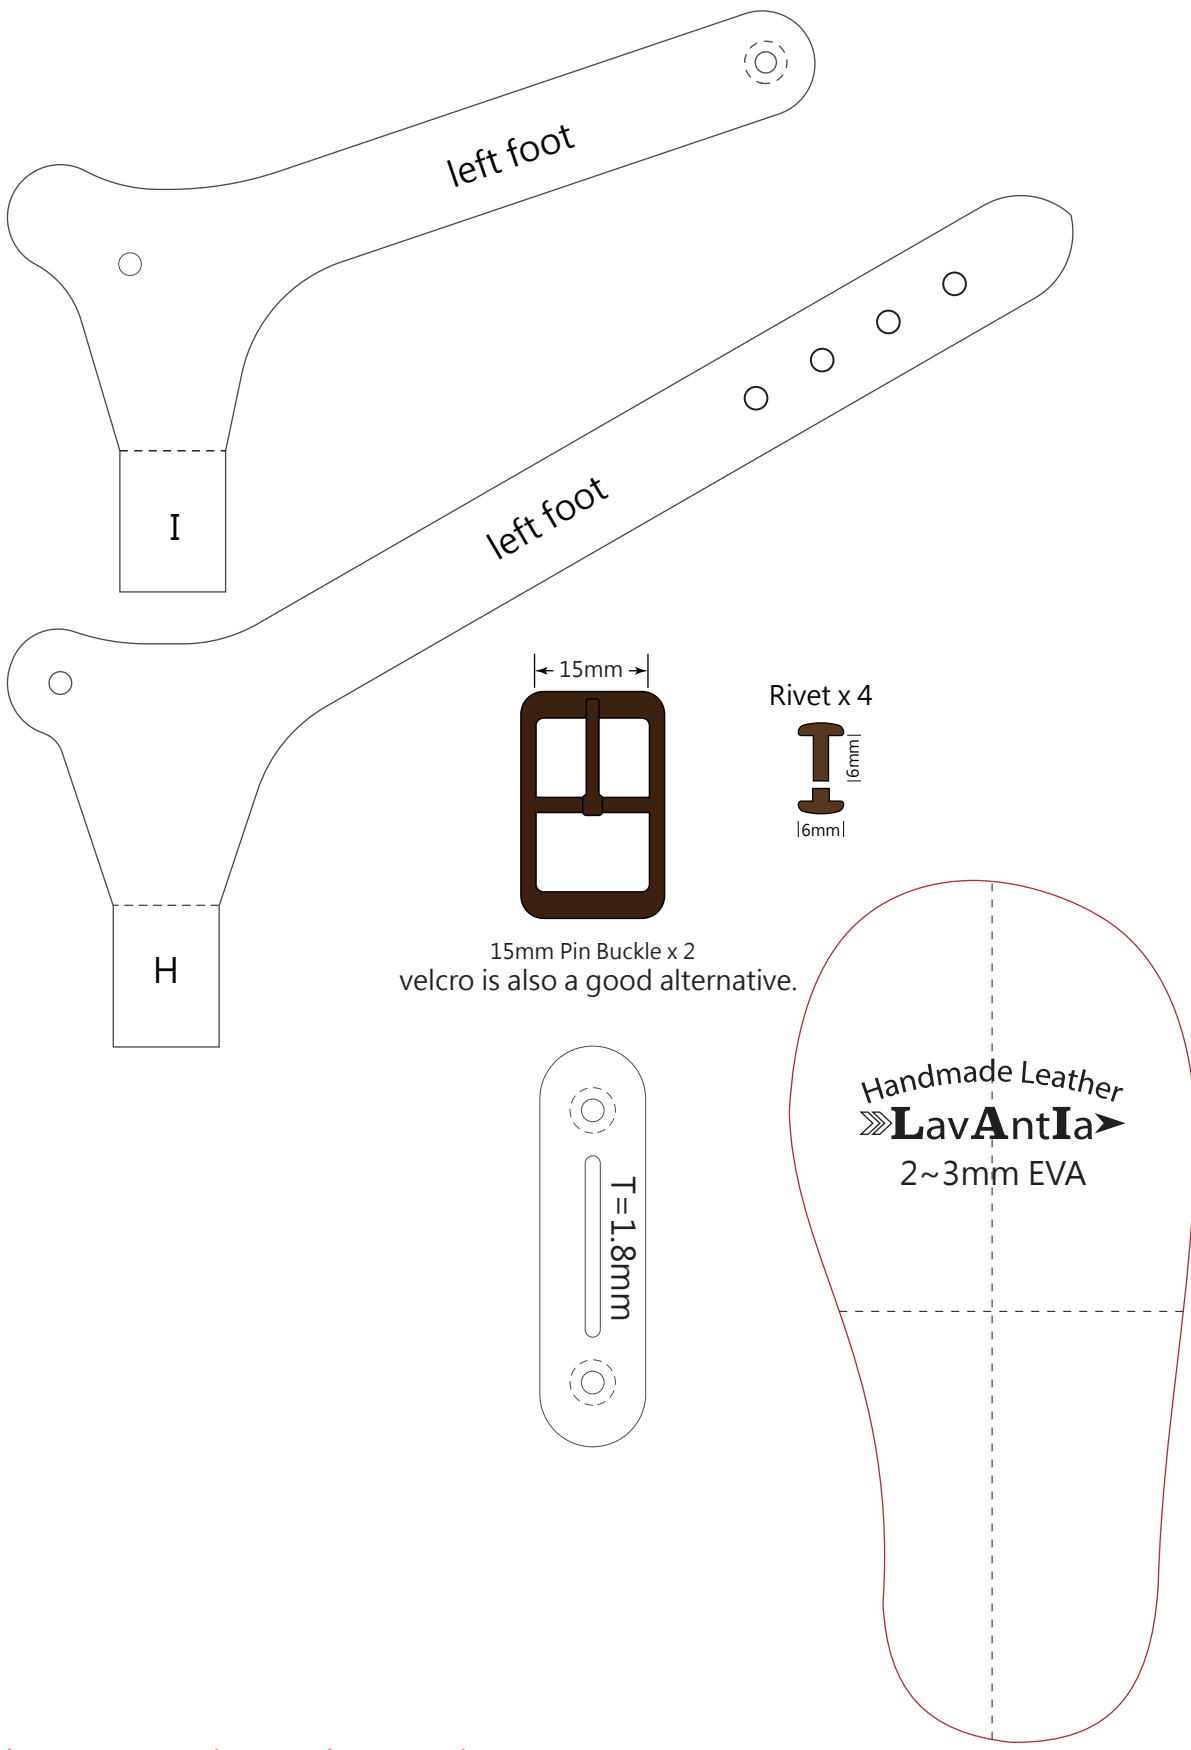 left foot
I
left foot
H
15mm
Rivet x 4
6mm
6mm
15mm Pin Buckle x 2
velcro is also a good alternative.
T=1.8mm
Handmade Leather
LavAntIa
2~3mm EVA